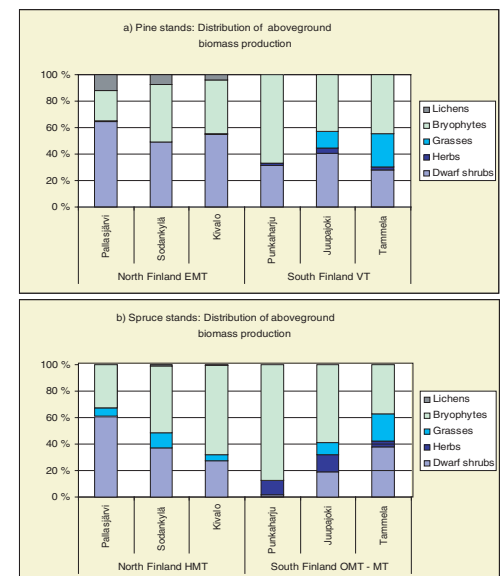 a) Pine stands: Distribution of aboveground
biomass production
100 %
80 %
60 %
40 %
20 %
0 %
Lichens
Bryophytes
Grasses
Herbs
Dwarf shrubs
Pallasjärvi
Sodankylä
Kivalo
Punkaharju
Juupajoki
Tammela
North Finland EMT
South Finland VT
b) Spruce stands: Distribution of aboveground
biomass production
100 %
80 %
60 %
40 %
20 %
0 %
Lichens
Bryophytes
Grasses
Herbs
Dwarf shrubs
Pallasjärvi
Sodankylä
Kivalo
Punkaharju
Juupajoki
Tammela
North Finland HMT
South Finland OMT - MT